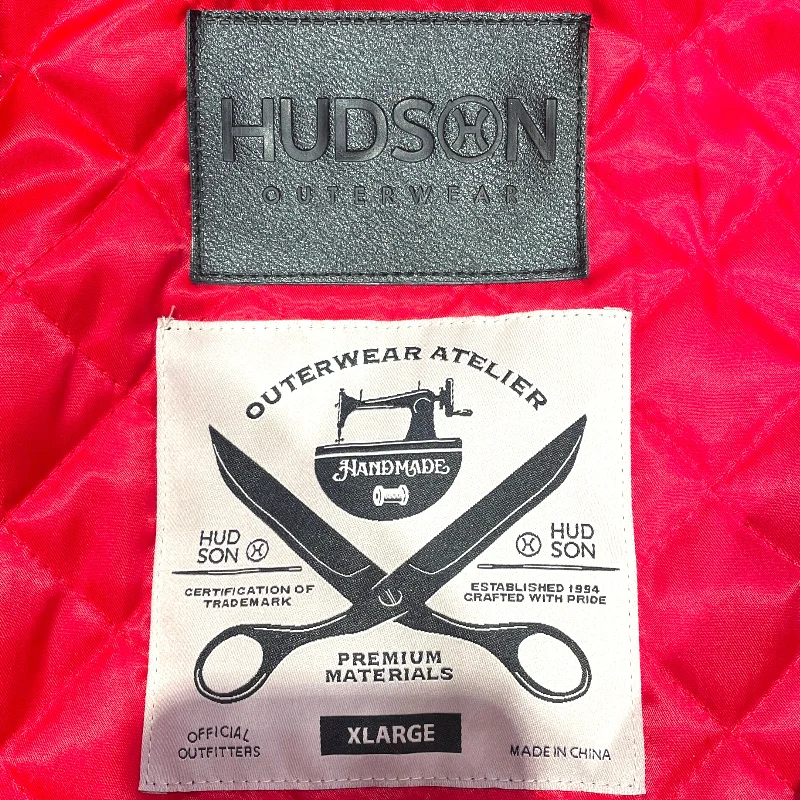 HUDSON
OUTERWEAR
OUTERWEAR ATELIER
HANDMADE
HUD
SON
CERTIFICATION OF
TRADEMARK
HUD
SON
ESTABLISHED 1994
CRAFTED WITH PRIDE
PREMIUM
MATERIALS
OFFICIAL
OUTFITTERS
XLARGE
MADE IN CHINA